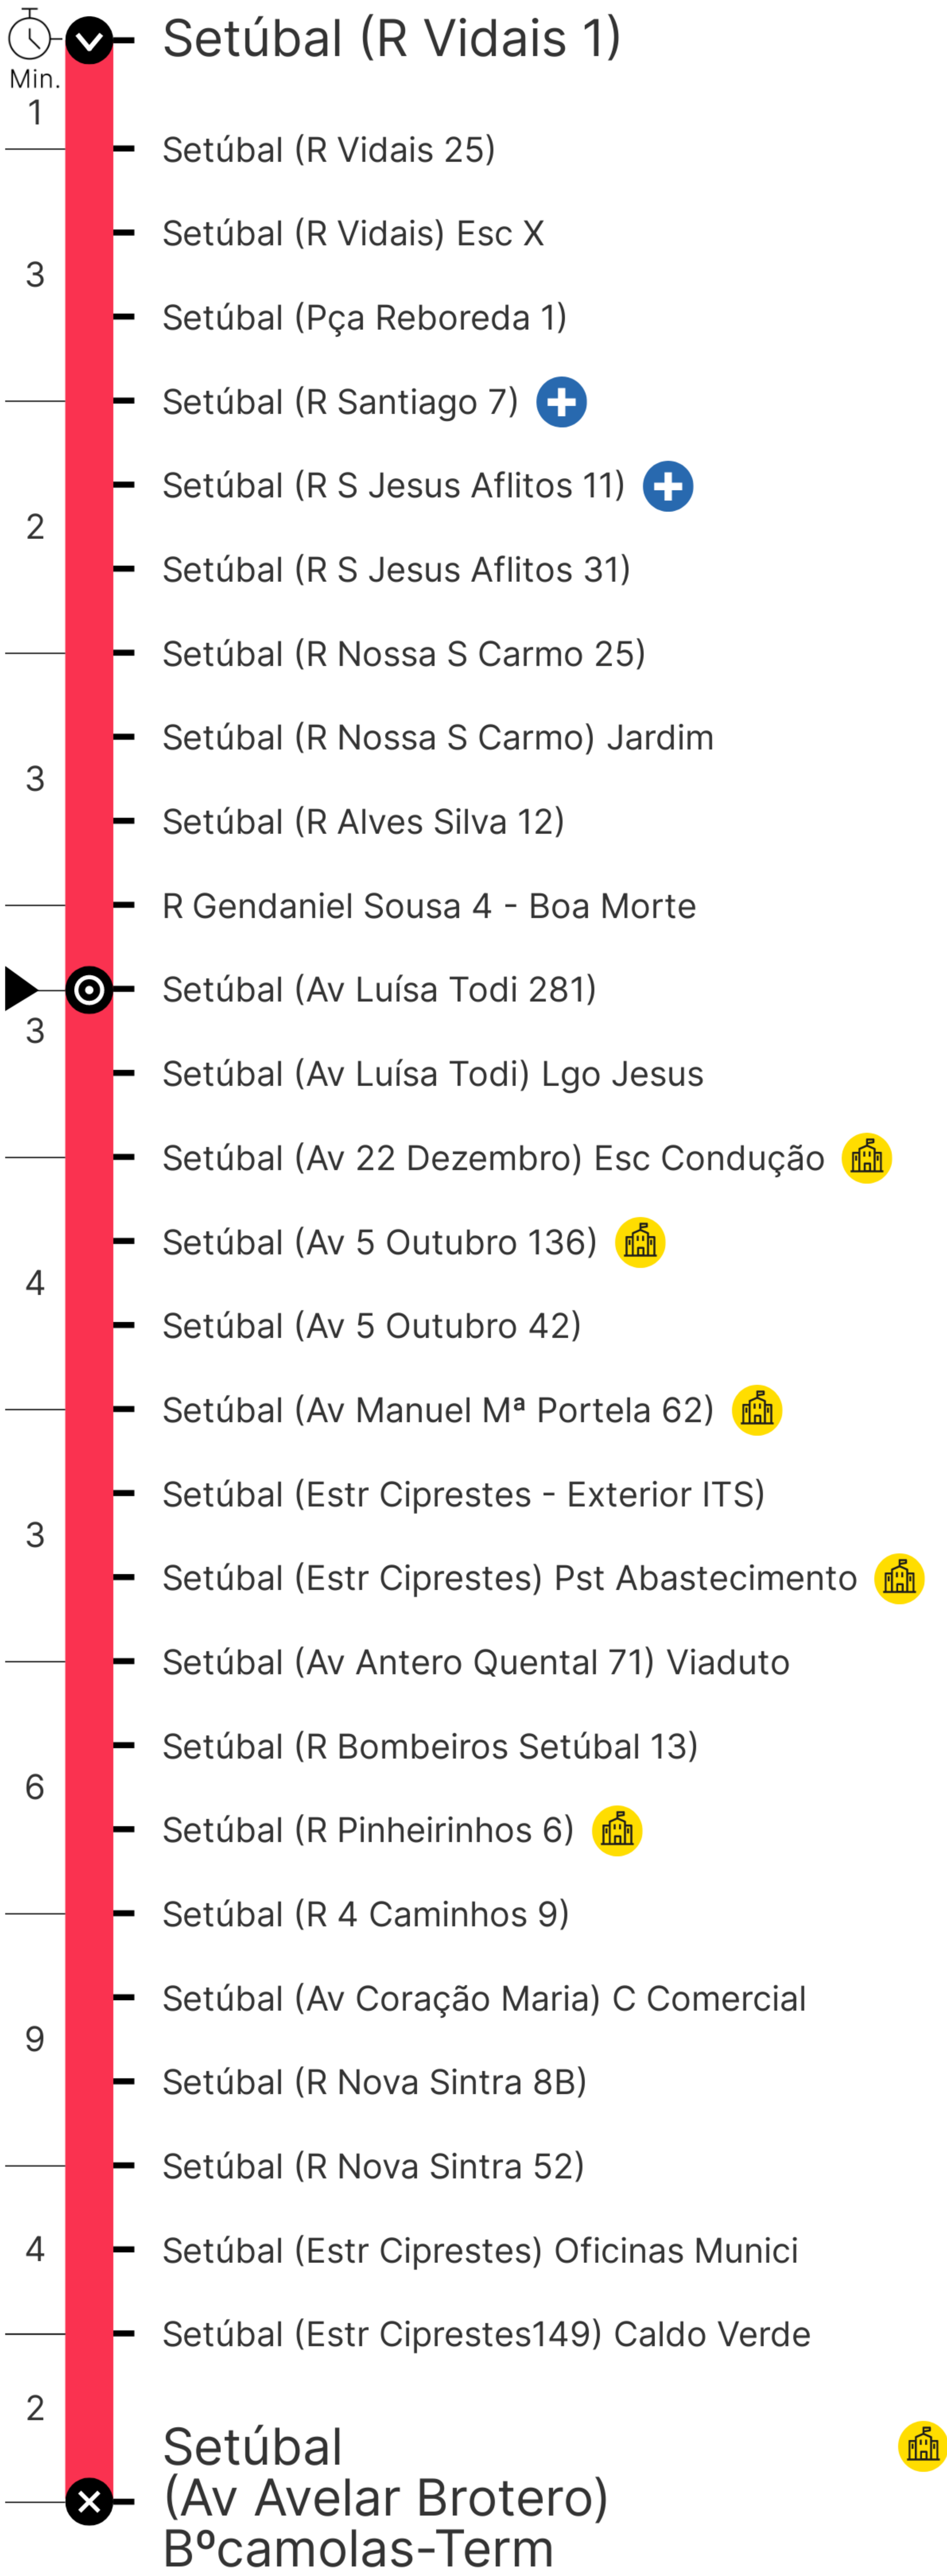 Setúbal (R Vidais 1)
Min.
1
Setúbal (R Vidais 25)
Setúbal (R Vidais) Esc X
3
Setúbal (Pça Reboreda 1)
Setúbal (R Santiago 7)
Setúbal (R S Jesus Aflitos 11)
2
Setúbal (R S Jesus Aflitos 31)
Setúbal (R Nossa S Carmo 25)
Setúbal (R Nossa S Carmo) Jardim
3
Setúbal (R Alves Silva 12)
R Gendaniel Sousa 4 - Boa Morte
Setúbal (Av Luísa Todi 281)
3
Setúbal (Av Luísa Todi) Lgo Jesus
Setúbal (Av 22 Dezembro) Esc Condução
Setúbal (Av 5 Outubro 136)
4
Setúbal (Av 5 Outubro 42)
Setúbal (Av Manuel Mª Portela 62)
Setúbal (Estr Ciprestes - Exterior ITS)
3
Setúbal (Estr Ciprestes) Pst Abastecimento
Setúbal (Av Antero Quental 71) Viaduto
Setúbal (R Bombeiros Setúbal 13)
6
Setúbal (R Pinheirinhos 6)
Setúbal (R 4 Caminhos 9)
Setúbal (Av Coração Maria) C Comercial
9
Setúbal (R Nova Sintra 8B)
Setúbal (R Nova Sintra 52)
4
Setúbal (Estr Ciprestes) Oficinas Munici
Setúbal (Estr Ciprestes149) Caldo Verde
2
Setúbal
(Av Avelar Brotero)
Bºcamolas-Term